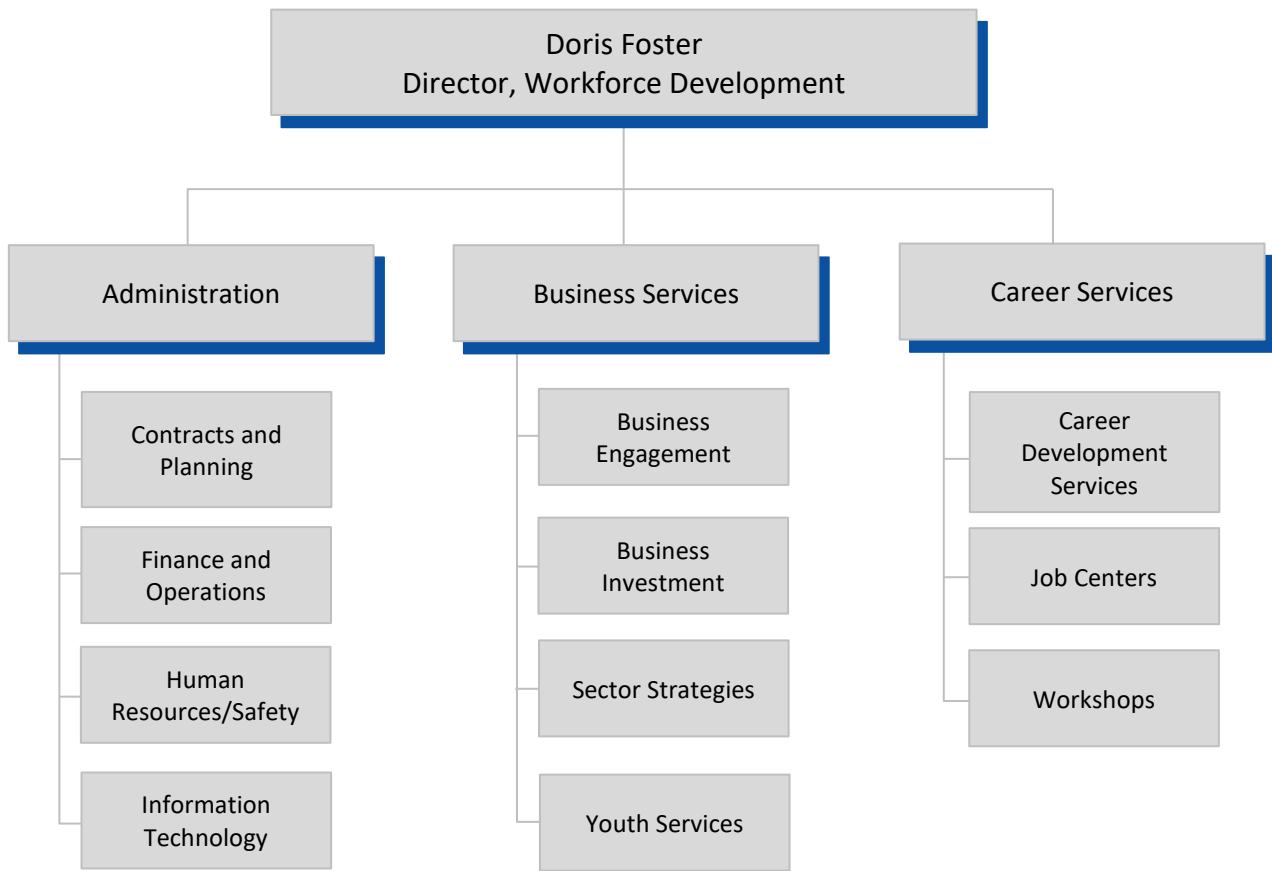 Doris Foster
Director, Workforce Development
Administration
Business Services
Career Services
Contracts and
Planning
Finance and
Operations
Human
Resources/Safety
Information
Technology
Business
Engagement
Business
Investment
Sector Strategies
Youth Services
Career
Development
Services
Job Centers
Workshops